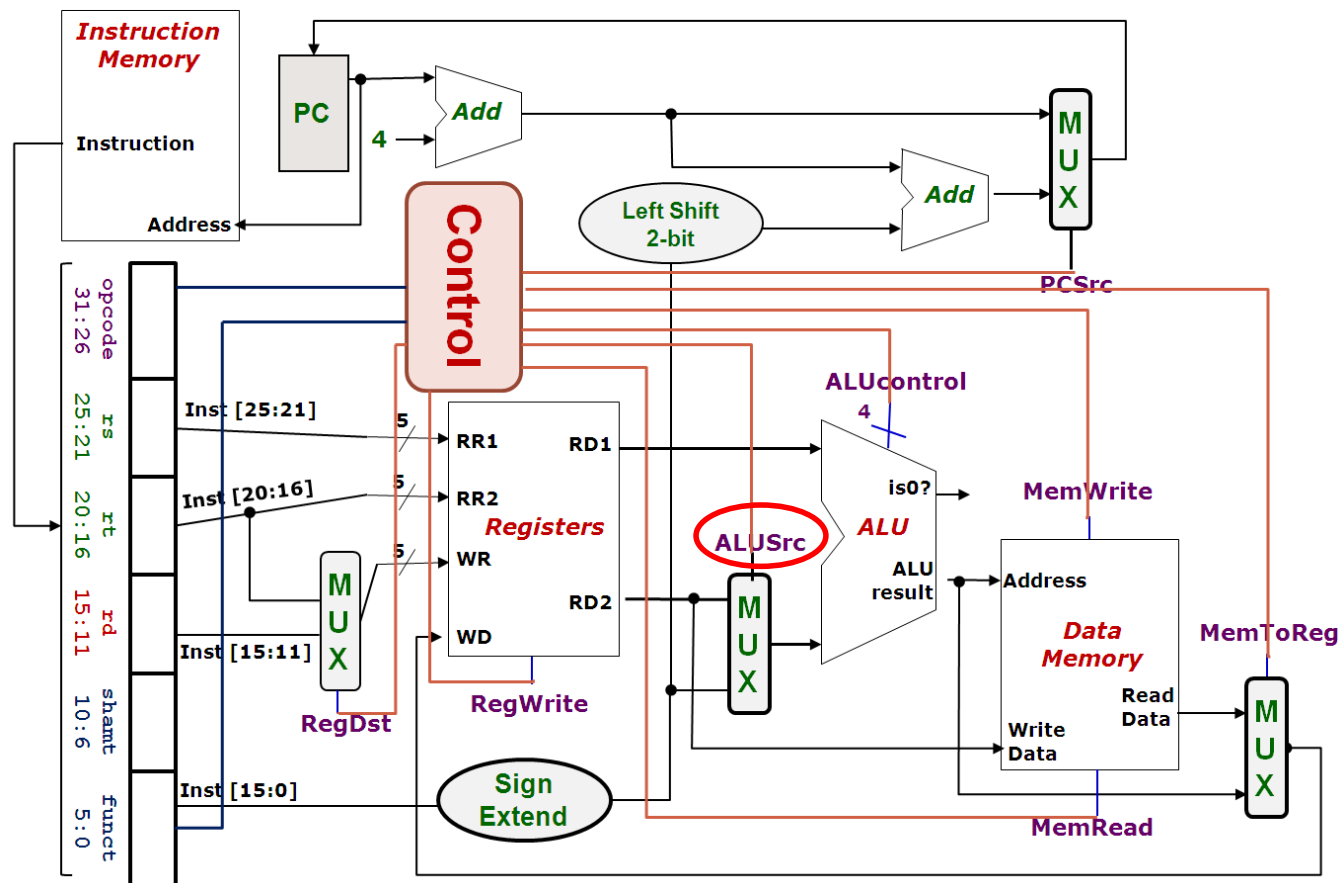 Instruction
Memory
Instruction
Address
PC
4
Add
Add
MUX
PCSrc
Left Shift
2-bit
Control
opcode
31:26
rs
25:21
rt
20:16
rd
15:11
shamt
10:6
funct
5:0
Inst [25:21]
5
Inst [20:16]
5
5
Inst [15:11]
Inst [15:0]
MUX
RegDst
RR1
RR2
WR
WD
Registers
RD1
RD2
RegWrite
Sign
Extend
ALUSrc
MUX
ALUcontrol
4
is0?
ALU
ALU
result
MemWrite
Address
Data
Memory
Read
Data
Write
Data
MemRead
MemToReg
MUX